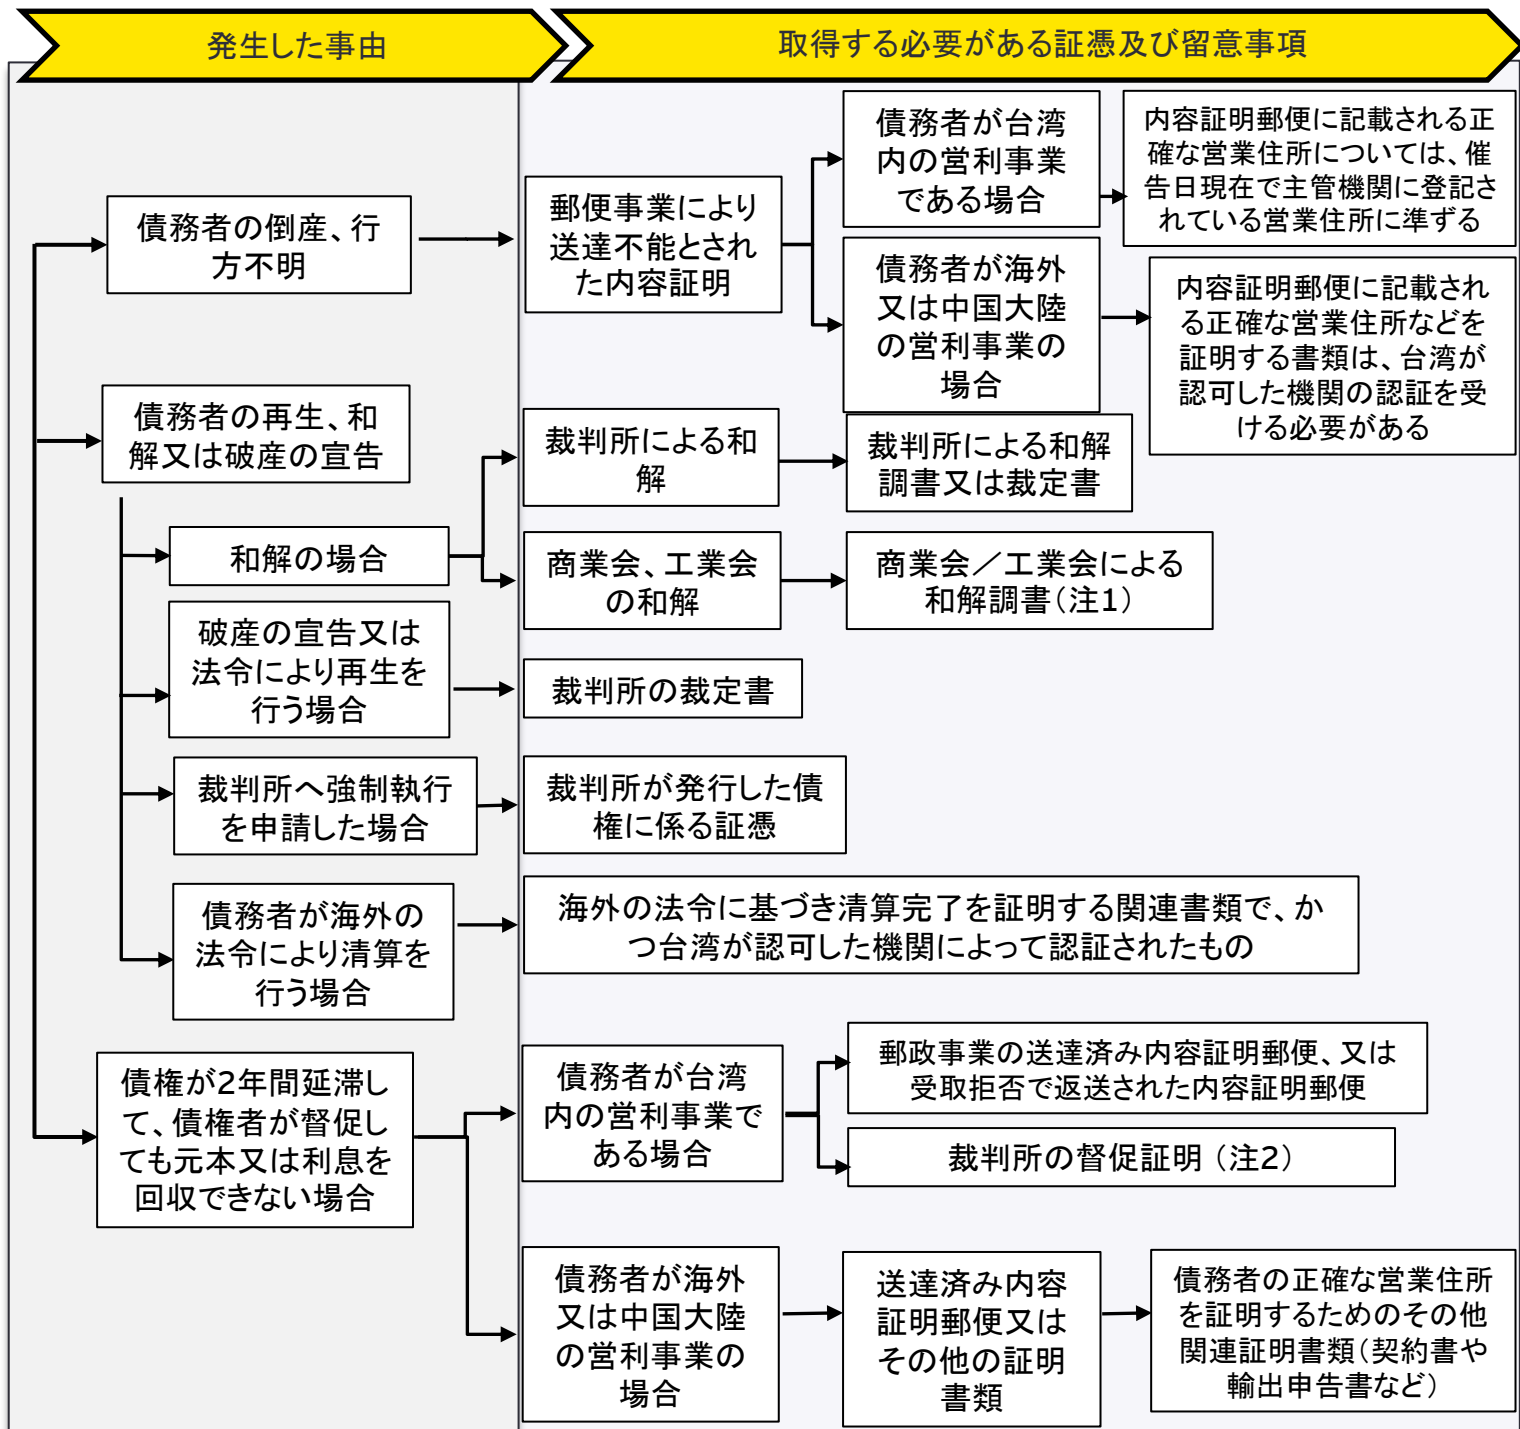 発生した事由
取得する必要がある証憑及び留意事項
債務者の倒産、行
方不明
郵便事業により
送達不能とされ
た内容証明
債務者が台湾
内の営利事業
である場合
内容証明郵便に記載される正
確な営業住所については、催
告日現在で主管機関に登記さ
れている営業住所に準ずる
債務者が海外
又は中国大陸
の営利事業の
場合
内容証明郵便に記載され
る正確な営業住所などを
証明する書類は、台湾が
認可した機関の認証を受
ける必要がある
債務者の再生、和
解又は破産の宣告
和解の場合
裁判所による和
解
裁判所による和解
調書又は裁定書
商業会、工業会
の和解
商業会／工業会による
和解調書（注1）
破産の宣告又は
法令により再生を
行う場合
裁判所の裁定書
裁判所へ強制執行
を申請した場合
裁判所が発行した債
権に係る証憑
債務者が海外の
法令により清算を
行う場合
海外の法令に基づき清算完了を証明する関連書類で、か
つ台湾が認可した機関によって認証されたもの
債権が2年間延滞し
て、債権者が督促し
ても元本又は利息を
回収できない場合
債務者が台湾
内の営利事業で
ある場合
郵政事業の送達済み内容証明郵便、又は
受取拒否で返送された内容証明郵便
裁判所の督促証明（注2）
債務者が海外
又は中国大陸
の営利事業の
場合
送達済み内容
証明郵便又は
その他の証明
書類
債務者の正確な営業住所
を証明するためのその他
関連証明書類（契約書や
輸出申告書など）